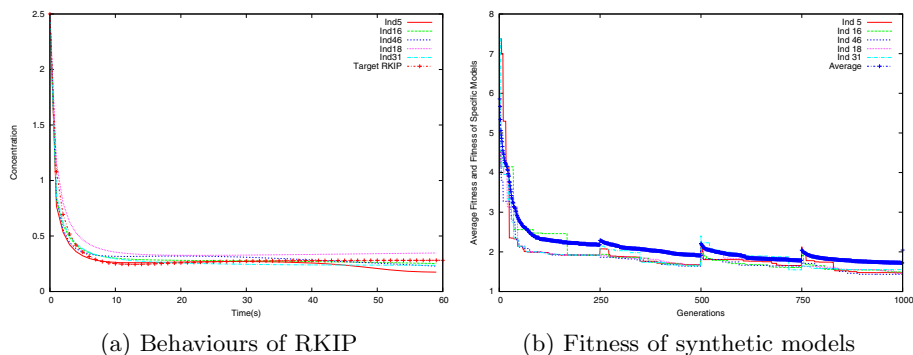 2.5
2
1.5
1
0.5
0
0
10
20
30
40
50
60
Concentration
Time(s)
Ind5
Ind16
Ind46
Ind18
Ind31
Target RKIP
(a) Behaviours of RKIP
8
7
6
5
4
3
2
1
0
250
500
750
1000
Average Fitness and Fitness of Specific Models
Generations
Ind 5
Ind 16
Ind 46
Ind 18
Ind 31
Average
(b) Fitness of synthetic models